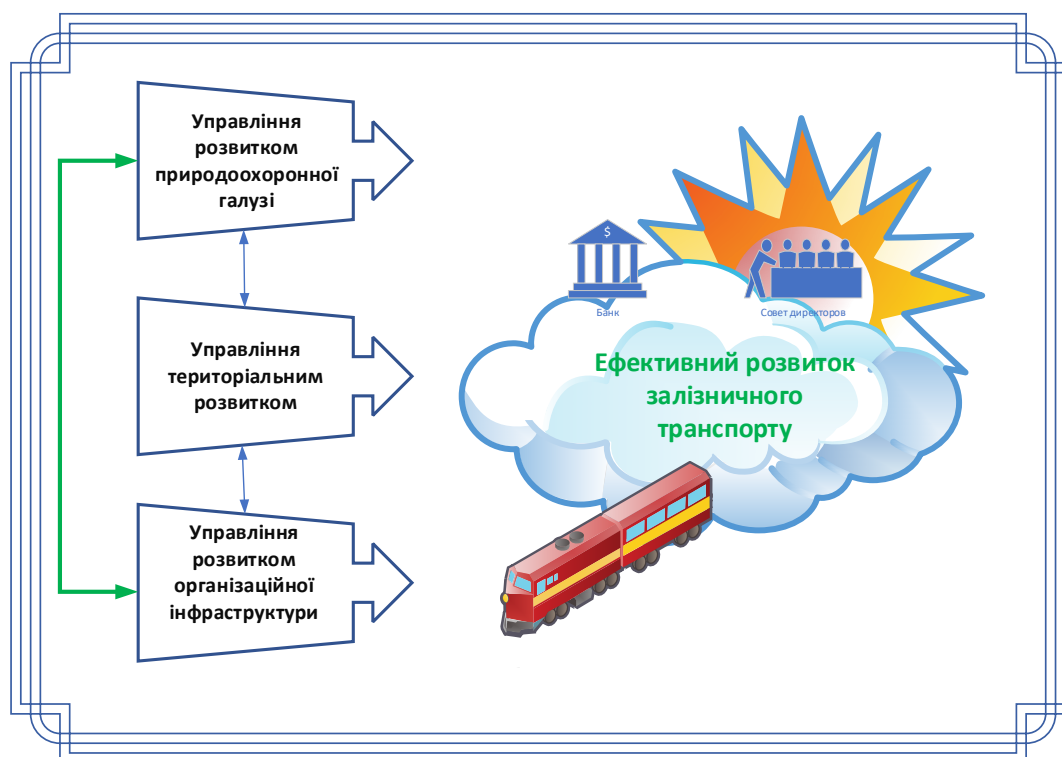 Управління
розвитком
природоохоронної
галузі
Управління
територіальним
розвитком
Управління
розвитком
організаційної
інфраструктури
$
Банк
Совет директоров
Ефективний розвиток
залізничного
транспорту